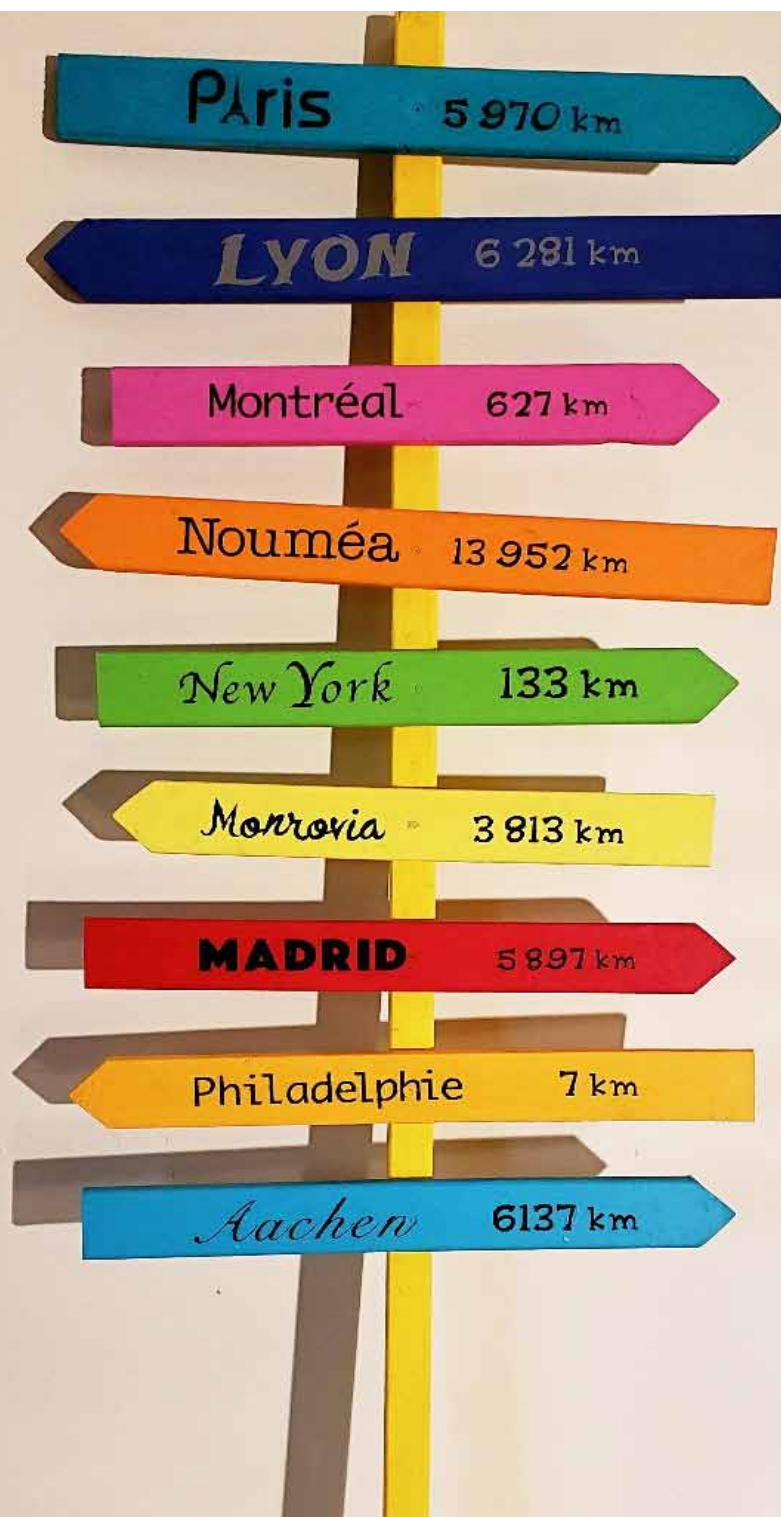 Paris 5 970 km
LYON 6 281 km
Montréal 627 km
Nouméa 13 952 km
New York 133 km
Monrovia 3 813 km
MADRID 5 897 km
Philadelphie 7 km
Aachen 6137 km